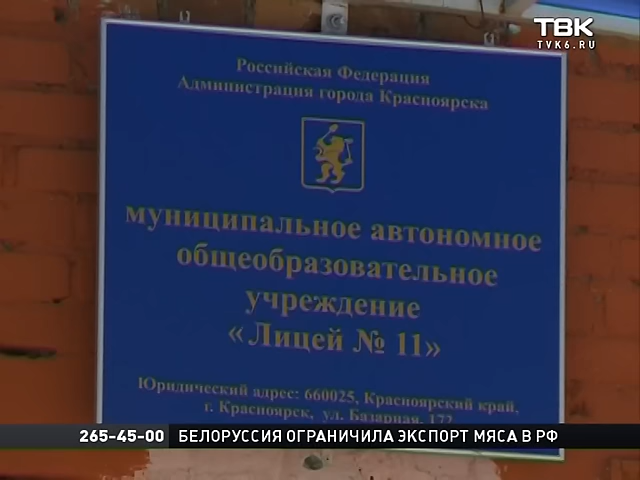 ТВК
TVK6.RU
Российская Федерация
Администрация города Красноярска
муниципальное автономное
общеобразовательное
учреждение
«Лицей № 11»
Юридический адрес: 660025, Красноярский край,
г. Красноярск, ул. Базарная, 172
265-45-00 БЕЛОРУССИЯ ОГРАНИЧИЛА ЭКСПОРТ МЯСА В РФ